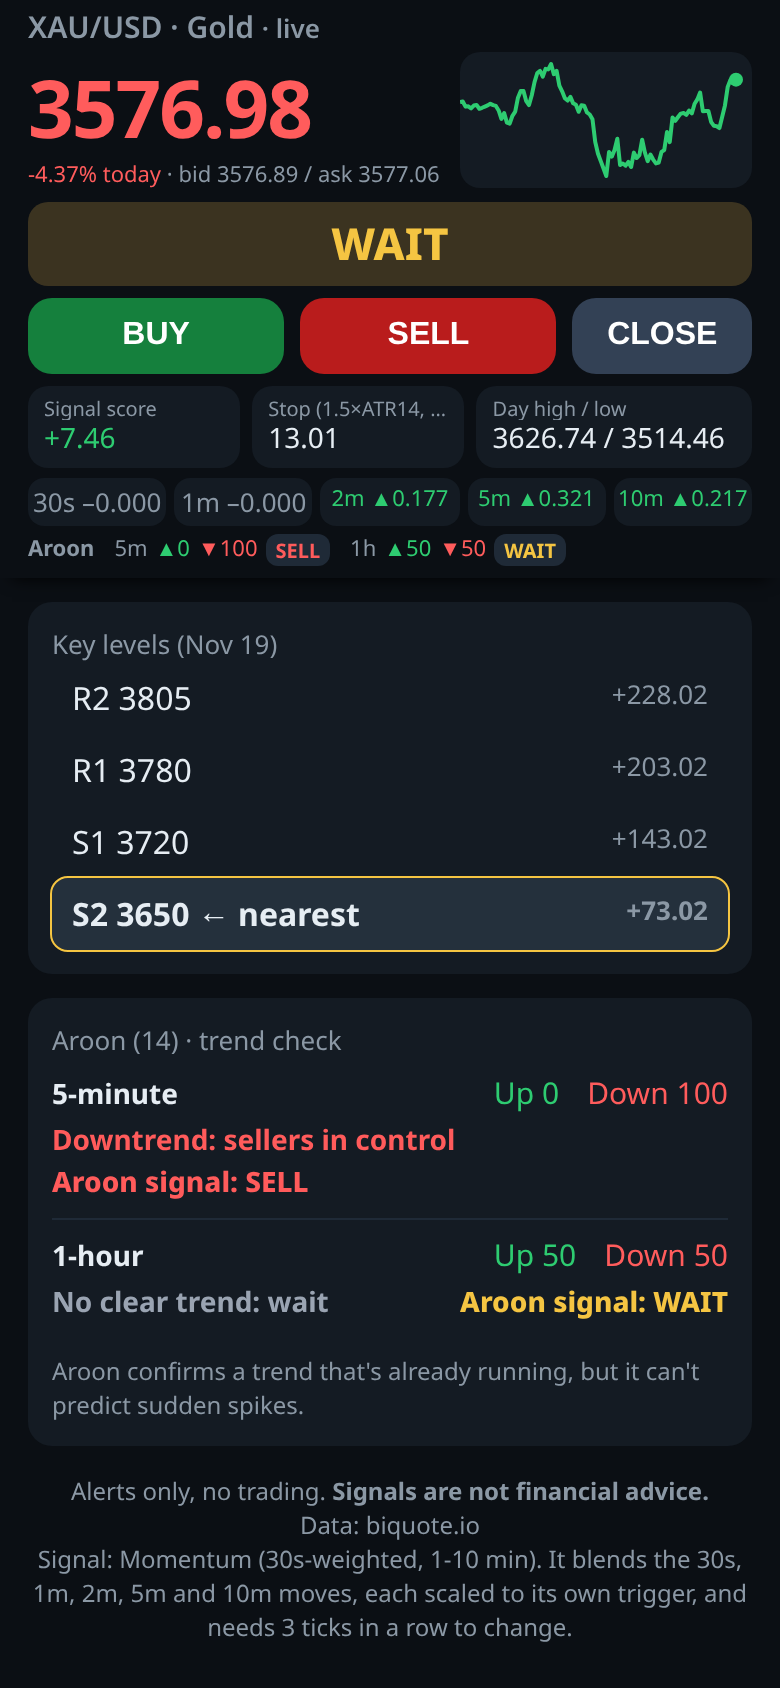 XAU/USD · Gold · live
3576.98
-4.37% today · bid 3576.89 / ask 3577.06
WAIT
BUY SELL CLOSE
Signal score Stop (1.5×ATR14, ... Day high / low
+7.46 13.01 3626.74 / 3514.46
30s –0.000 1m –0.000 2m ▲0.177 5m ▲0.321 10m ▲0.217
Aroon 5m ▲0 ▼100 SELL 1h ▲50 ▼50 WAIT
Key levels (Nov 19)
R2 3805 +228.02
R1 3780 +203.02
S1 3720 +143.02
S2 3650 ← nearest +73.02
Aroon (14) · trend check
5-minute Up 0 Down 100
Downtrend: sellers in control
Aroon signal: SELL
1-hour Up 50 Down 50
No clear trend: wait Aroon signal: WAIT
Aroon confirms a trend that's already running, but it can't
predict sudden spikes.
Alerts only, no trading. Signals are not financial advice.
Data: biquote.io
Signal: Momentum (30s-weighted, 1-10 min). It blends the 30s,
1m, 2m, 5m and 10m moves, each scaled to its own trigger, and
needs 3 ticks in a row to change.